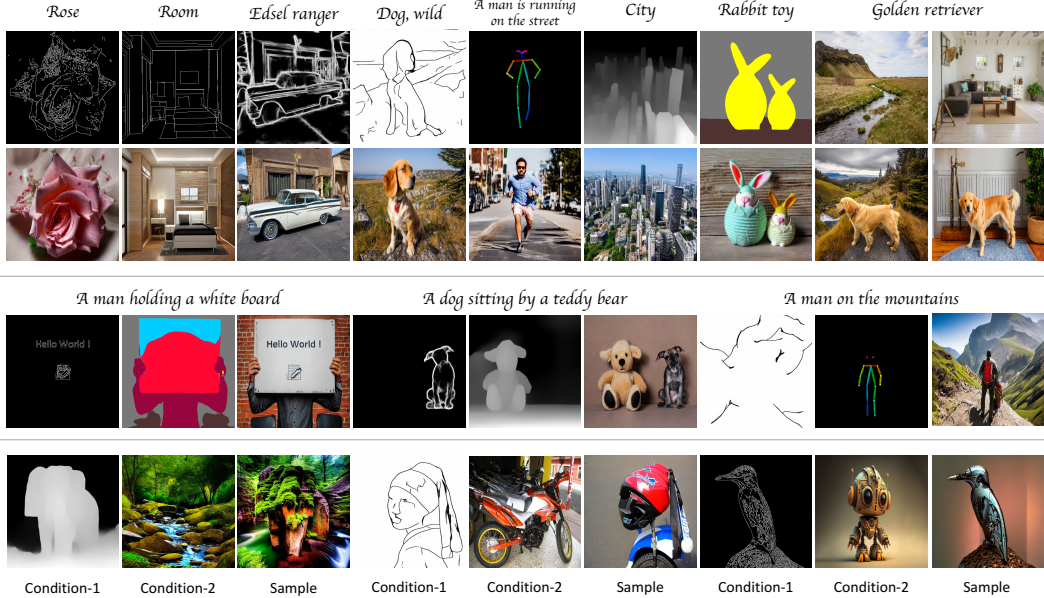 Rose Room Edsel ranger Dog, wild A man is running City Rabbit toy Golden retriever
on the street
A man holding a white board A dog sitting by a teddy bear A man on the mountains
Hello World ! Hello World !
Condition-1 Condition-2 Sample Condition-1 Condition-2 Sample Condition-1 Condition-2 Sample